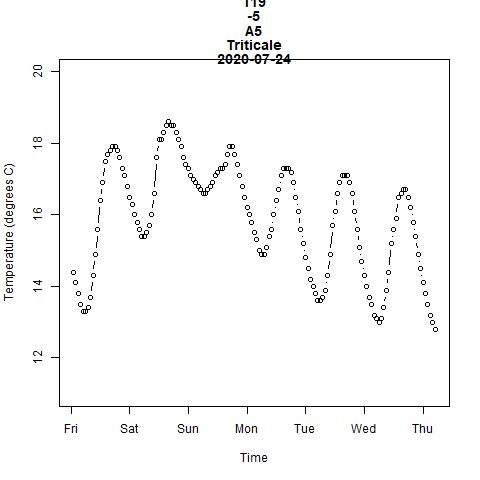 T19
-5
A5
Triticale
2020-07-24
20
18
16
14
12
Temperature (degrees C)
Fri Sat Sun Mon Tue Wed Thu
Time